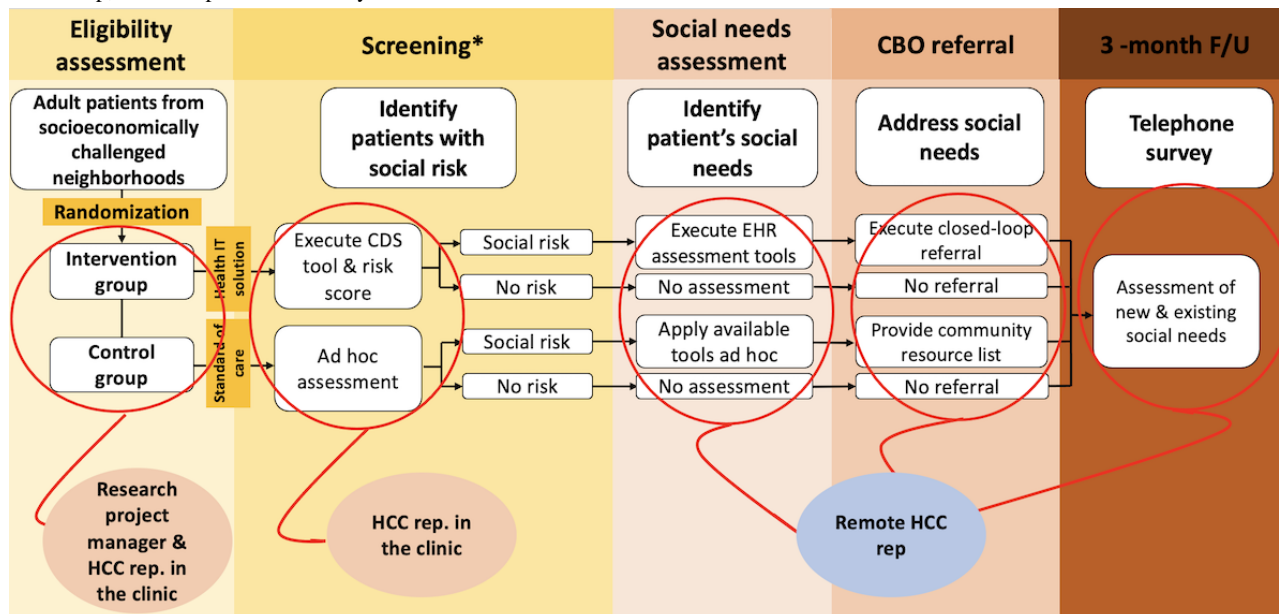 Eligibility
assessment
Screening*
Social needs
assessment
CBO referral
3 -month F/U
Adult patients from
socioeconomically
challenged
neighborhoods
Identify
patients with
social risk
Identify
patient’s social
needs
Address social
needs
Telephone
survey
Randomization
Intervention
group
Health IT
solution
Execute CDS
tool & risk
score
Social risk
No risk
Execute EHR
assessment tools
No assessment
Execute closed-loop
referral
No referral
Control
group
Standard of
care
Ad hoc
assessment
Social risk
No risk
Apply available
tools ad hoc
No assessment
Provide community
resource list
No referral
Assessment of
new & existing
social needs
Research
project
manager &
HCC rep. in
the clinic
HCC rep. in
the clinic
Remote HCC
rep